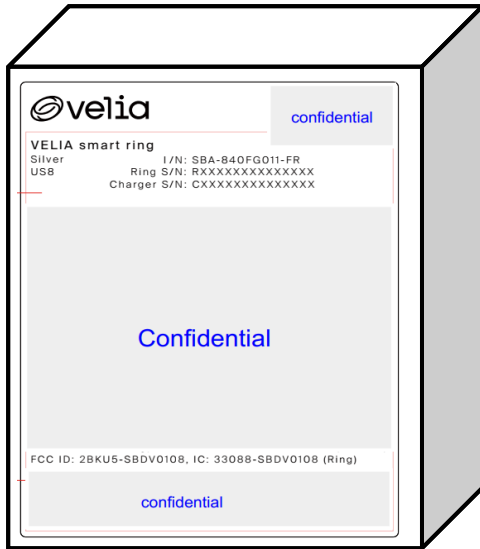 velia
confidential
VELIA smart ring
Silver
I/N: SBA-840FG011-FR
US8
Ring S/N: RXXXXXXXXXXXXXX
Charger S/N: CXXXXXXXXXXXXXX
Confidential
FCC ID: 2BKU5-SBDV0108, IC: 33088-SBDV0108 (Ring)
confidential